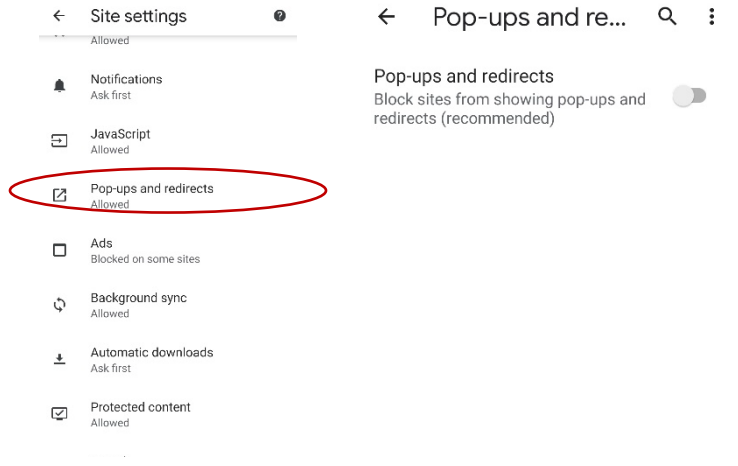 Site settings
Allowed
Notifications
Ask first
JavaScript
Allowed
Pop-ups and redirects
Allowed
Ads
Blocked on some sites
Background sync
Allowed
Automatic downloads
Ask first
Protected content
Allowed
Pop-ups and re...
Pop-ups and redirects
Block sites from showing pop-ups and
redirects (recommended)